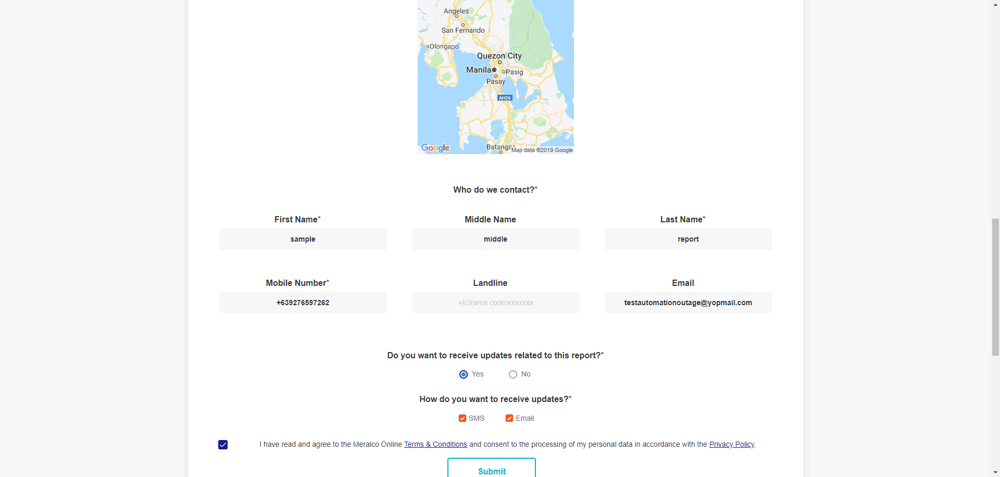 Angeles
San Fernando
Olongapo
Quezon City
Manila
Pasig
Pasay
AH26
Batangas
Google
Map data ©2019 Google
Who do we contact?*
First Name*
Middle Name
Last Name*
sample
middle
report
Mobile Number*
Landline
Email
+639276597262
+63(area code)xxxxxxx
testautomationoutage@yopmail.com
Do you want to receive updates related to this report?*
Yes
No
How do you want to receive updates?*
SMS
Email
I have read and agree to the Meralco Online Terms & Conditions and consent to the processing of my personal data in accordance with the Privacy Policy
Submit